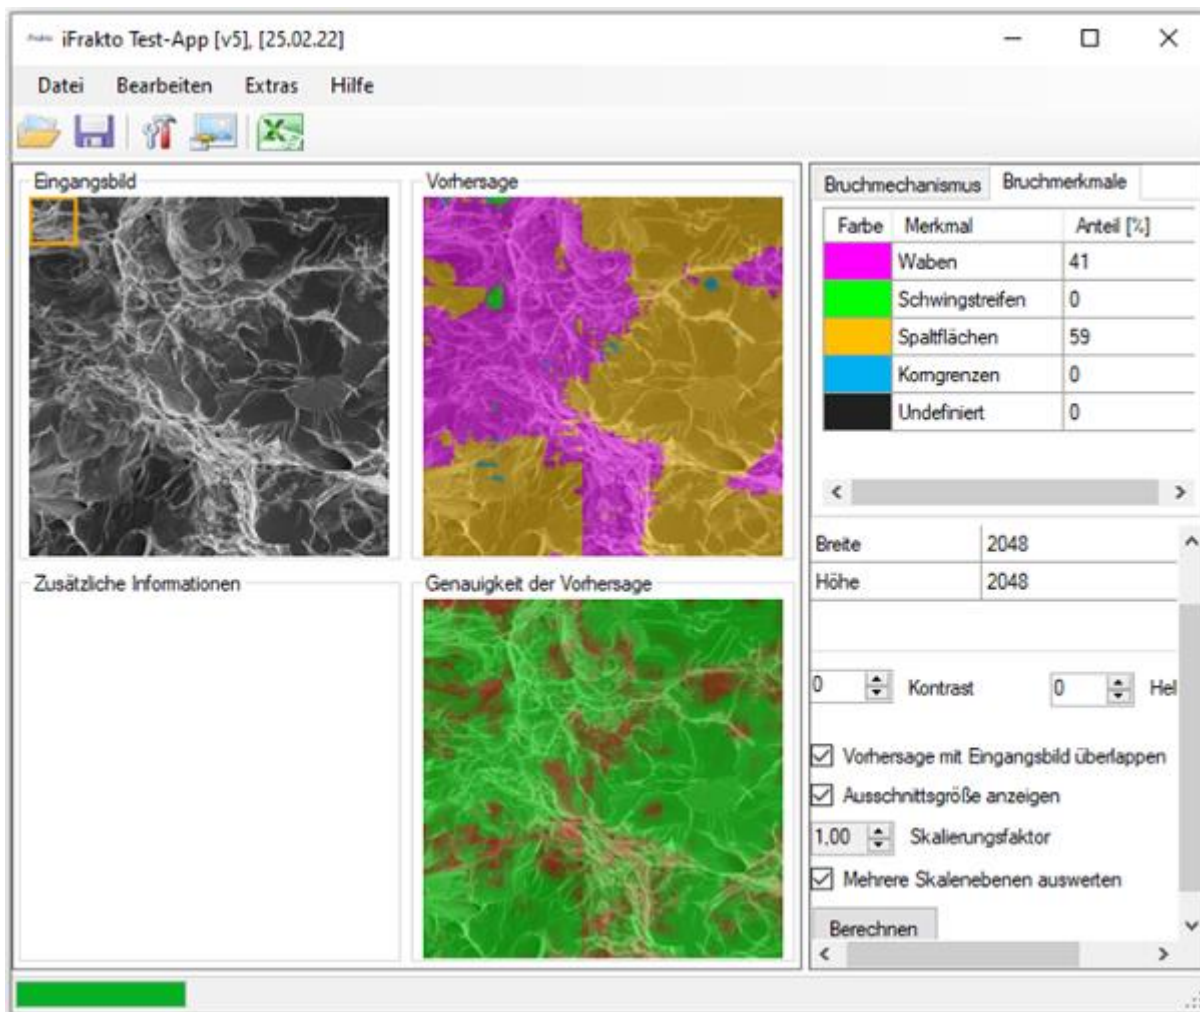 iFrakto Test-App [v5], [25.02.22]
Datei Bearbeiten Extras Hilfe
Eingangsbild
Vorhersage
Zusätzliche Informationen
Genauigkeit der Vorhersage
Bruchmechanismus Bruchmerkmale
Farbe Merkmal Anteil [%]
Waben 41
Schwingstreifen 0
Spaltflächen 59
Korngrenzen 0
Undefiniert 0
Breite 2048
Höhe 2048
0 Kontrast 0 Hel
Vorhersage mit Eingangsbild überlappen
Ausschnittsgröße anzeigen
1,00 Skalierungsfaktor
Mehrere Skalenebenen auswerten
Berechnen